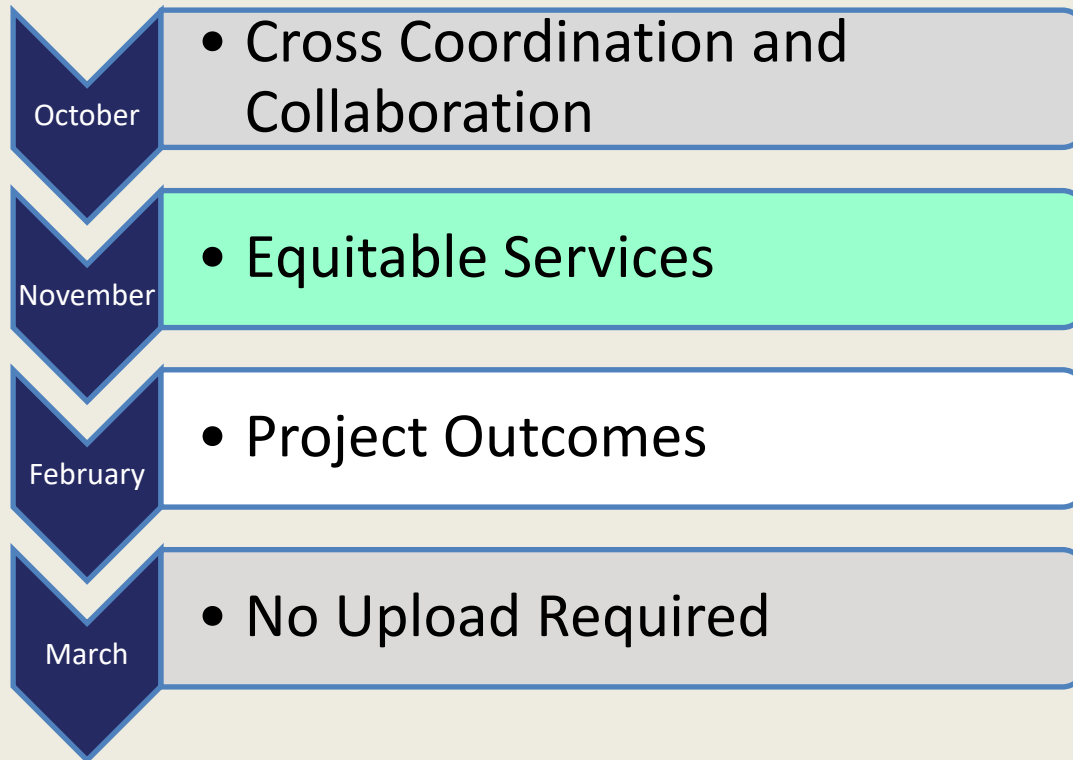 October
• Cross Coordination and
Collaboration
November
• Equitable Services
February
• Project Outcomes
March
• No Upload Required